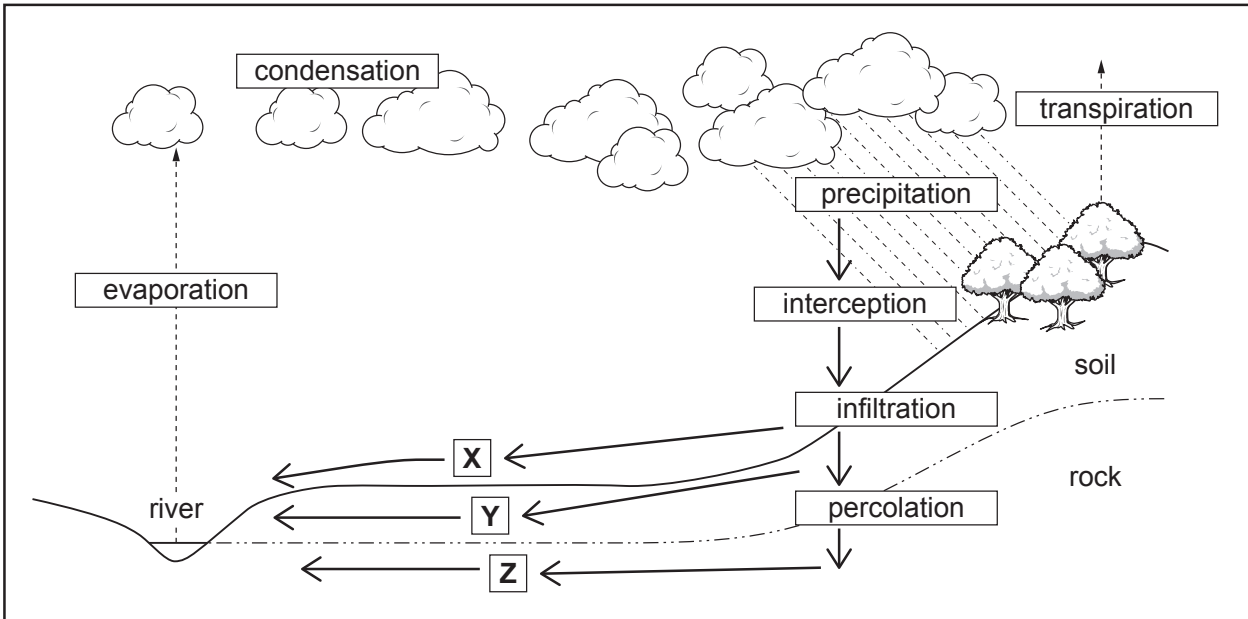 condensation
transpiration
precipitation
evaporation
interception
soil
infiltration
X
rock
river
Y
percolation
Z